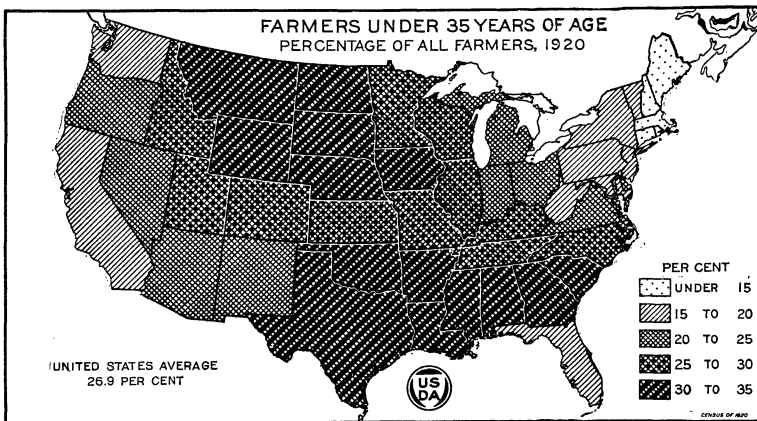 FARMERS UNDER 35 YEARS OF AGE
PERCENTAGE OF ALL FARMERS, 1920
PER CENT
UNDER 15
15 TO 20
20 TO 25
25 TO 30
30 TO 35
UNITED STATES AVERAGE
26.9 PER CENT
US
DA
CENSUS OF 1920